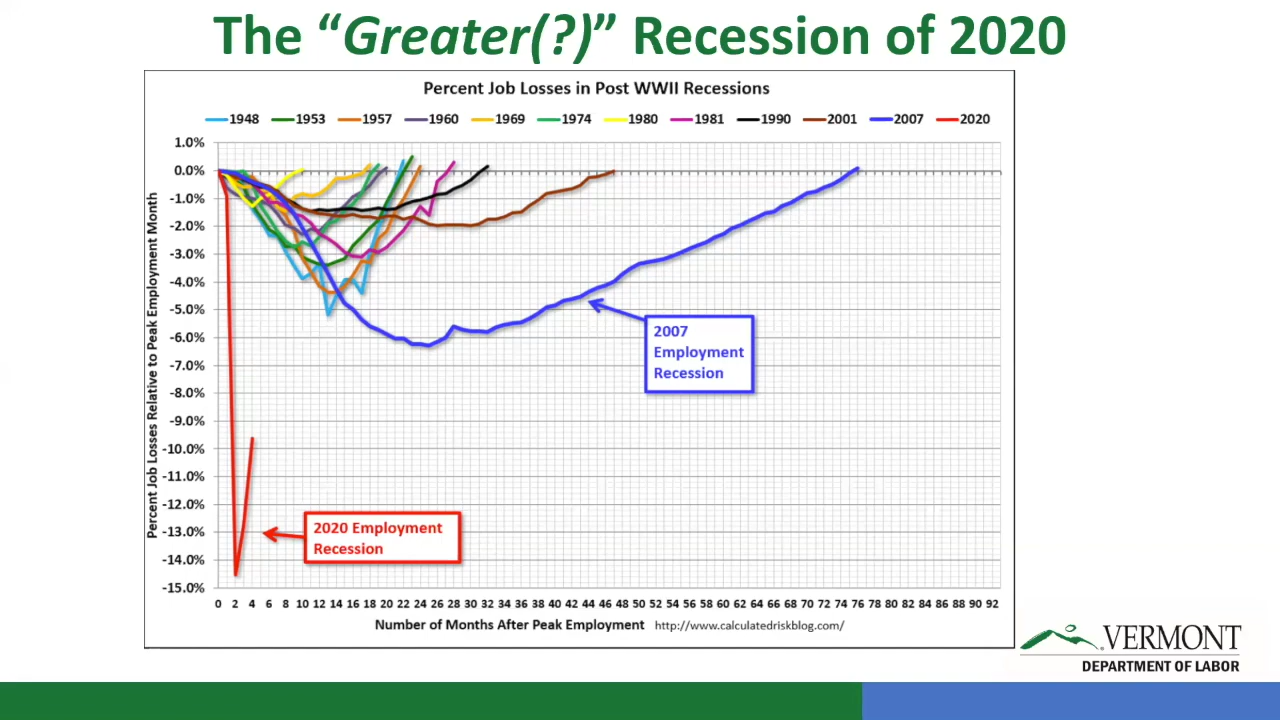 The “Greater(?)” Recession of 2020
Percent Job Losses in Post WWII Recessions
1948 1953 1957 1960 1969 1974 1980 1981 1990 2001 2007 2020
Percent Job Losses Relative to Peak Employment Month
1.0%
0.0%
-1.0%
-2.0%
-3.0%
-4.0%
-5.0%
-6.0%
-7.0%
-8.0%
-9.0%
-10.0%
-11.0%
-12.0%
-13.0%
-14.0%
-15.0%
2007
Employment
Recession
2020 Employment
Recession
0 2 4 6 8 10 12 14 16 18 20 22 24 26 28 30 32 34 36 38 40 42 44 46 48 50 52 54 56 58 60 62 64 66 68 70 72 74 76 78 80 82 84 86 88 90 92
Number of Months After Peak Employment http://www.calculatedriskblog.com/
VERMONT
DEPARTMENT OF LABOR